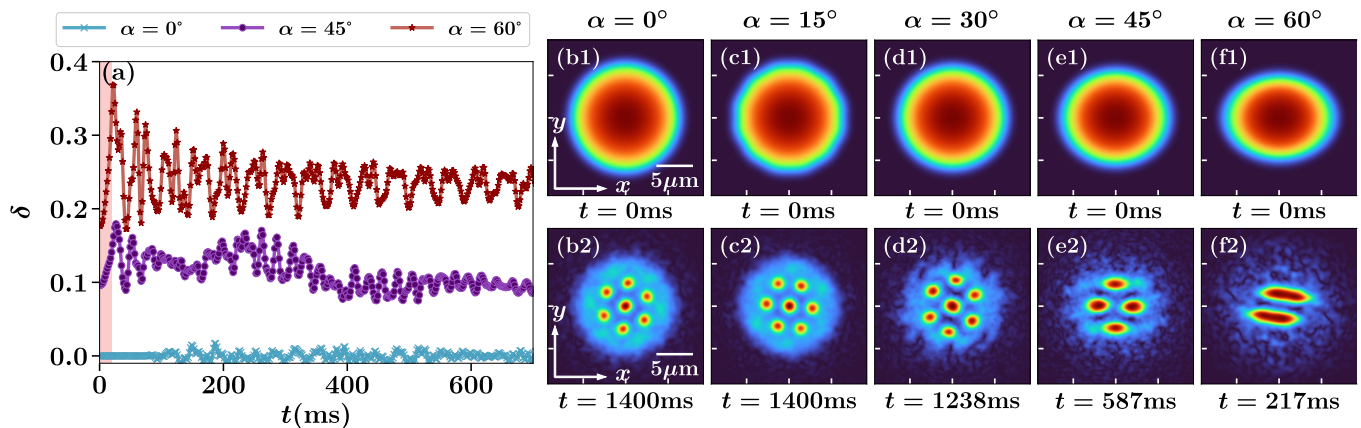 α = 0° α = 45° α = 60°
α = 0° α = 15° α = 30° α = 45° α = 60°
(a)
0.4
0.3
0.2
0.1
0.0
δ
0 200 400 600
t(ms)
(b1) (c1) (d1) (e1) (f1)
y
x
5μm
t = 0ms t = 0ms t = 0ms t = 0ms t = 0ms
(b2) (c2) (d2) (e2) (f2)
y
x
5μm
t = 1400ms t = 1400ms t = 1238ms t = 587ms t = 217ms